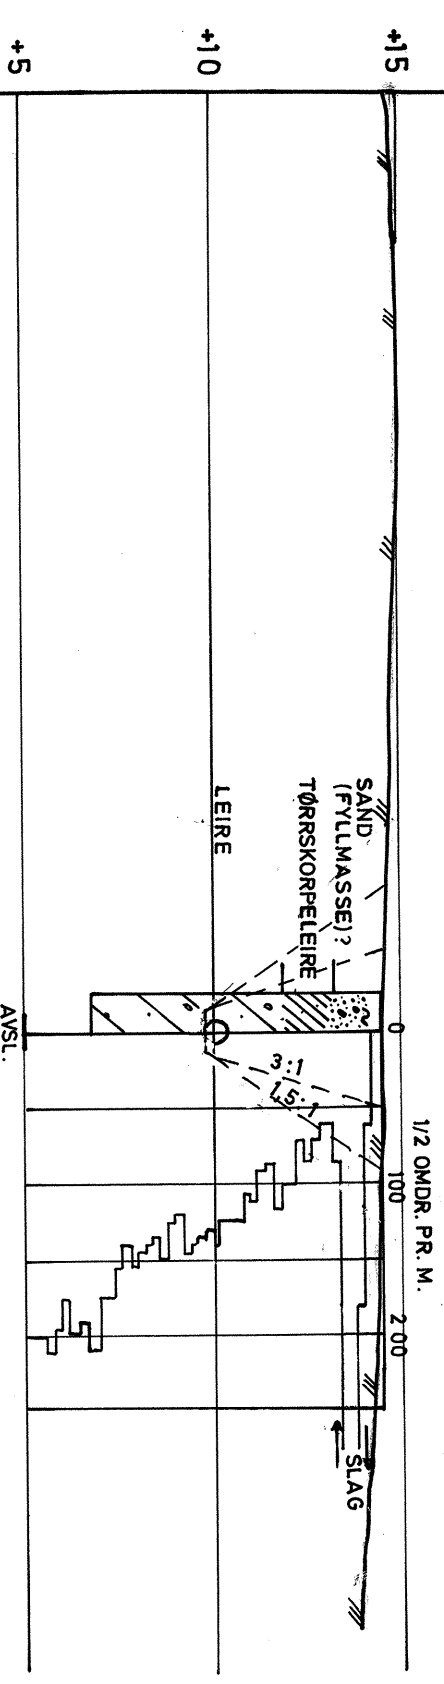 +15
+10
+5
SAND
(FYLLMASSE)?
TØRRSKORPELEIRE
LEIRE
0
100
200
1/2 OMDR. PR. M.
3:1
1,5:1
SLAG
AVSL.